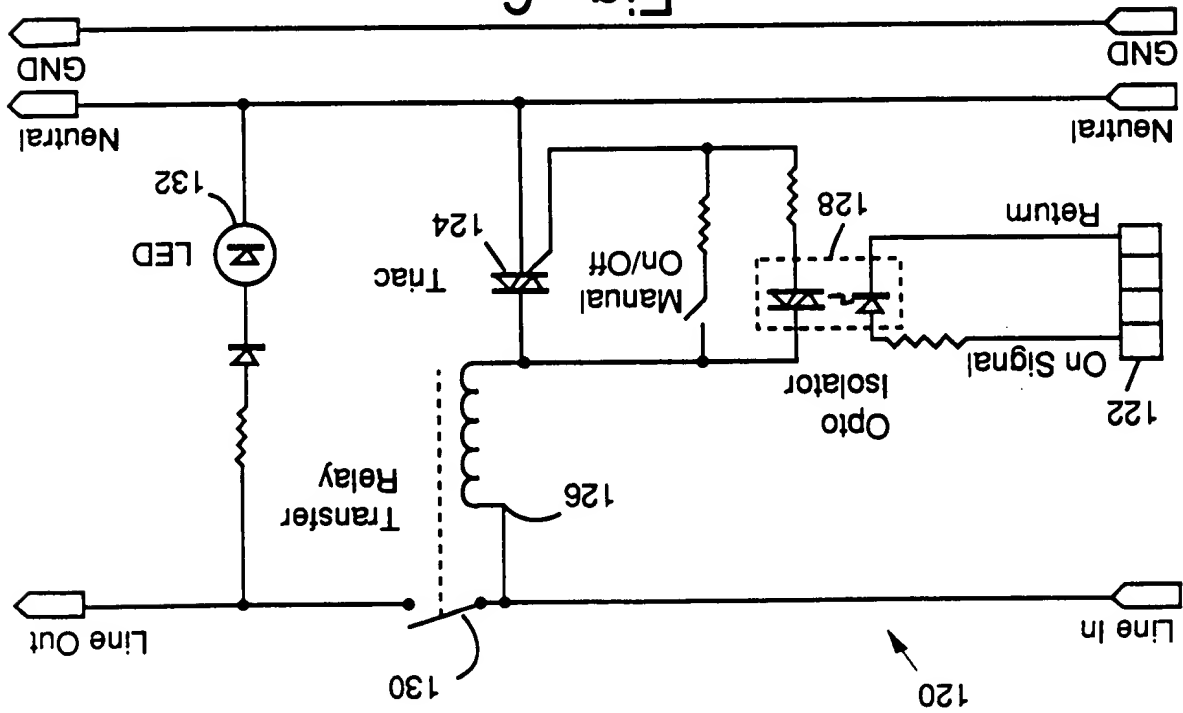 120
130
Line In
Line Out
126
Transfer
Relay
122
Opto
Isolator
On Signal
Manual
On/Off
Triac
LED
124
128
Return
132
Neutral
Neutral
GND
GND
Fig.